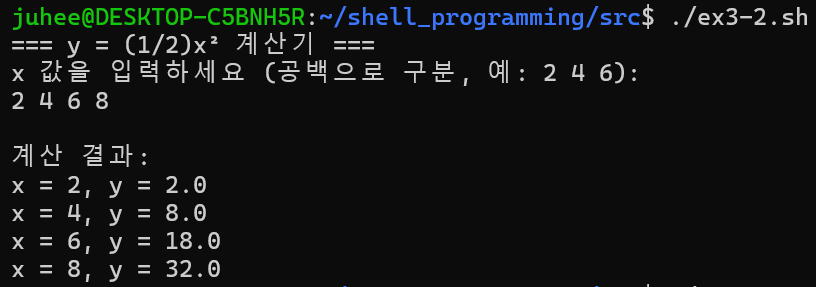 juhee@DESKTOP-C5BNH5R:~/shell_programming/src$ ./ex3-2.sh
=== y = (1/2)x² 계산기 ===
x 값을 입력하세요 (공백으로 구분, 예: 2 4 6):
2 4 6 8
계산 결과:
x = 2, y = 2.0
x = 4, y = 8.0
x = 6, y = 18.0
x = 8, y = 32.0